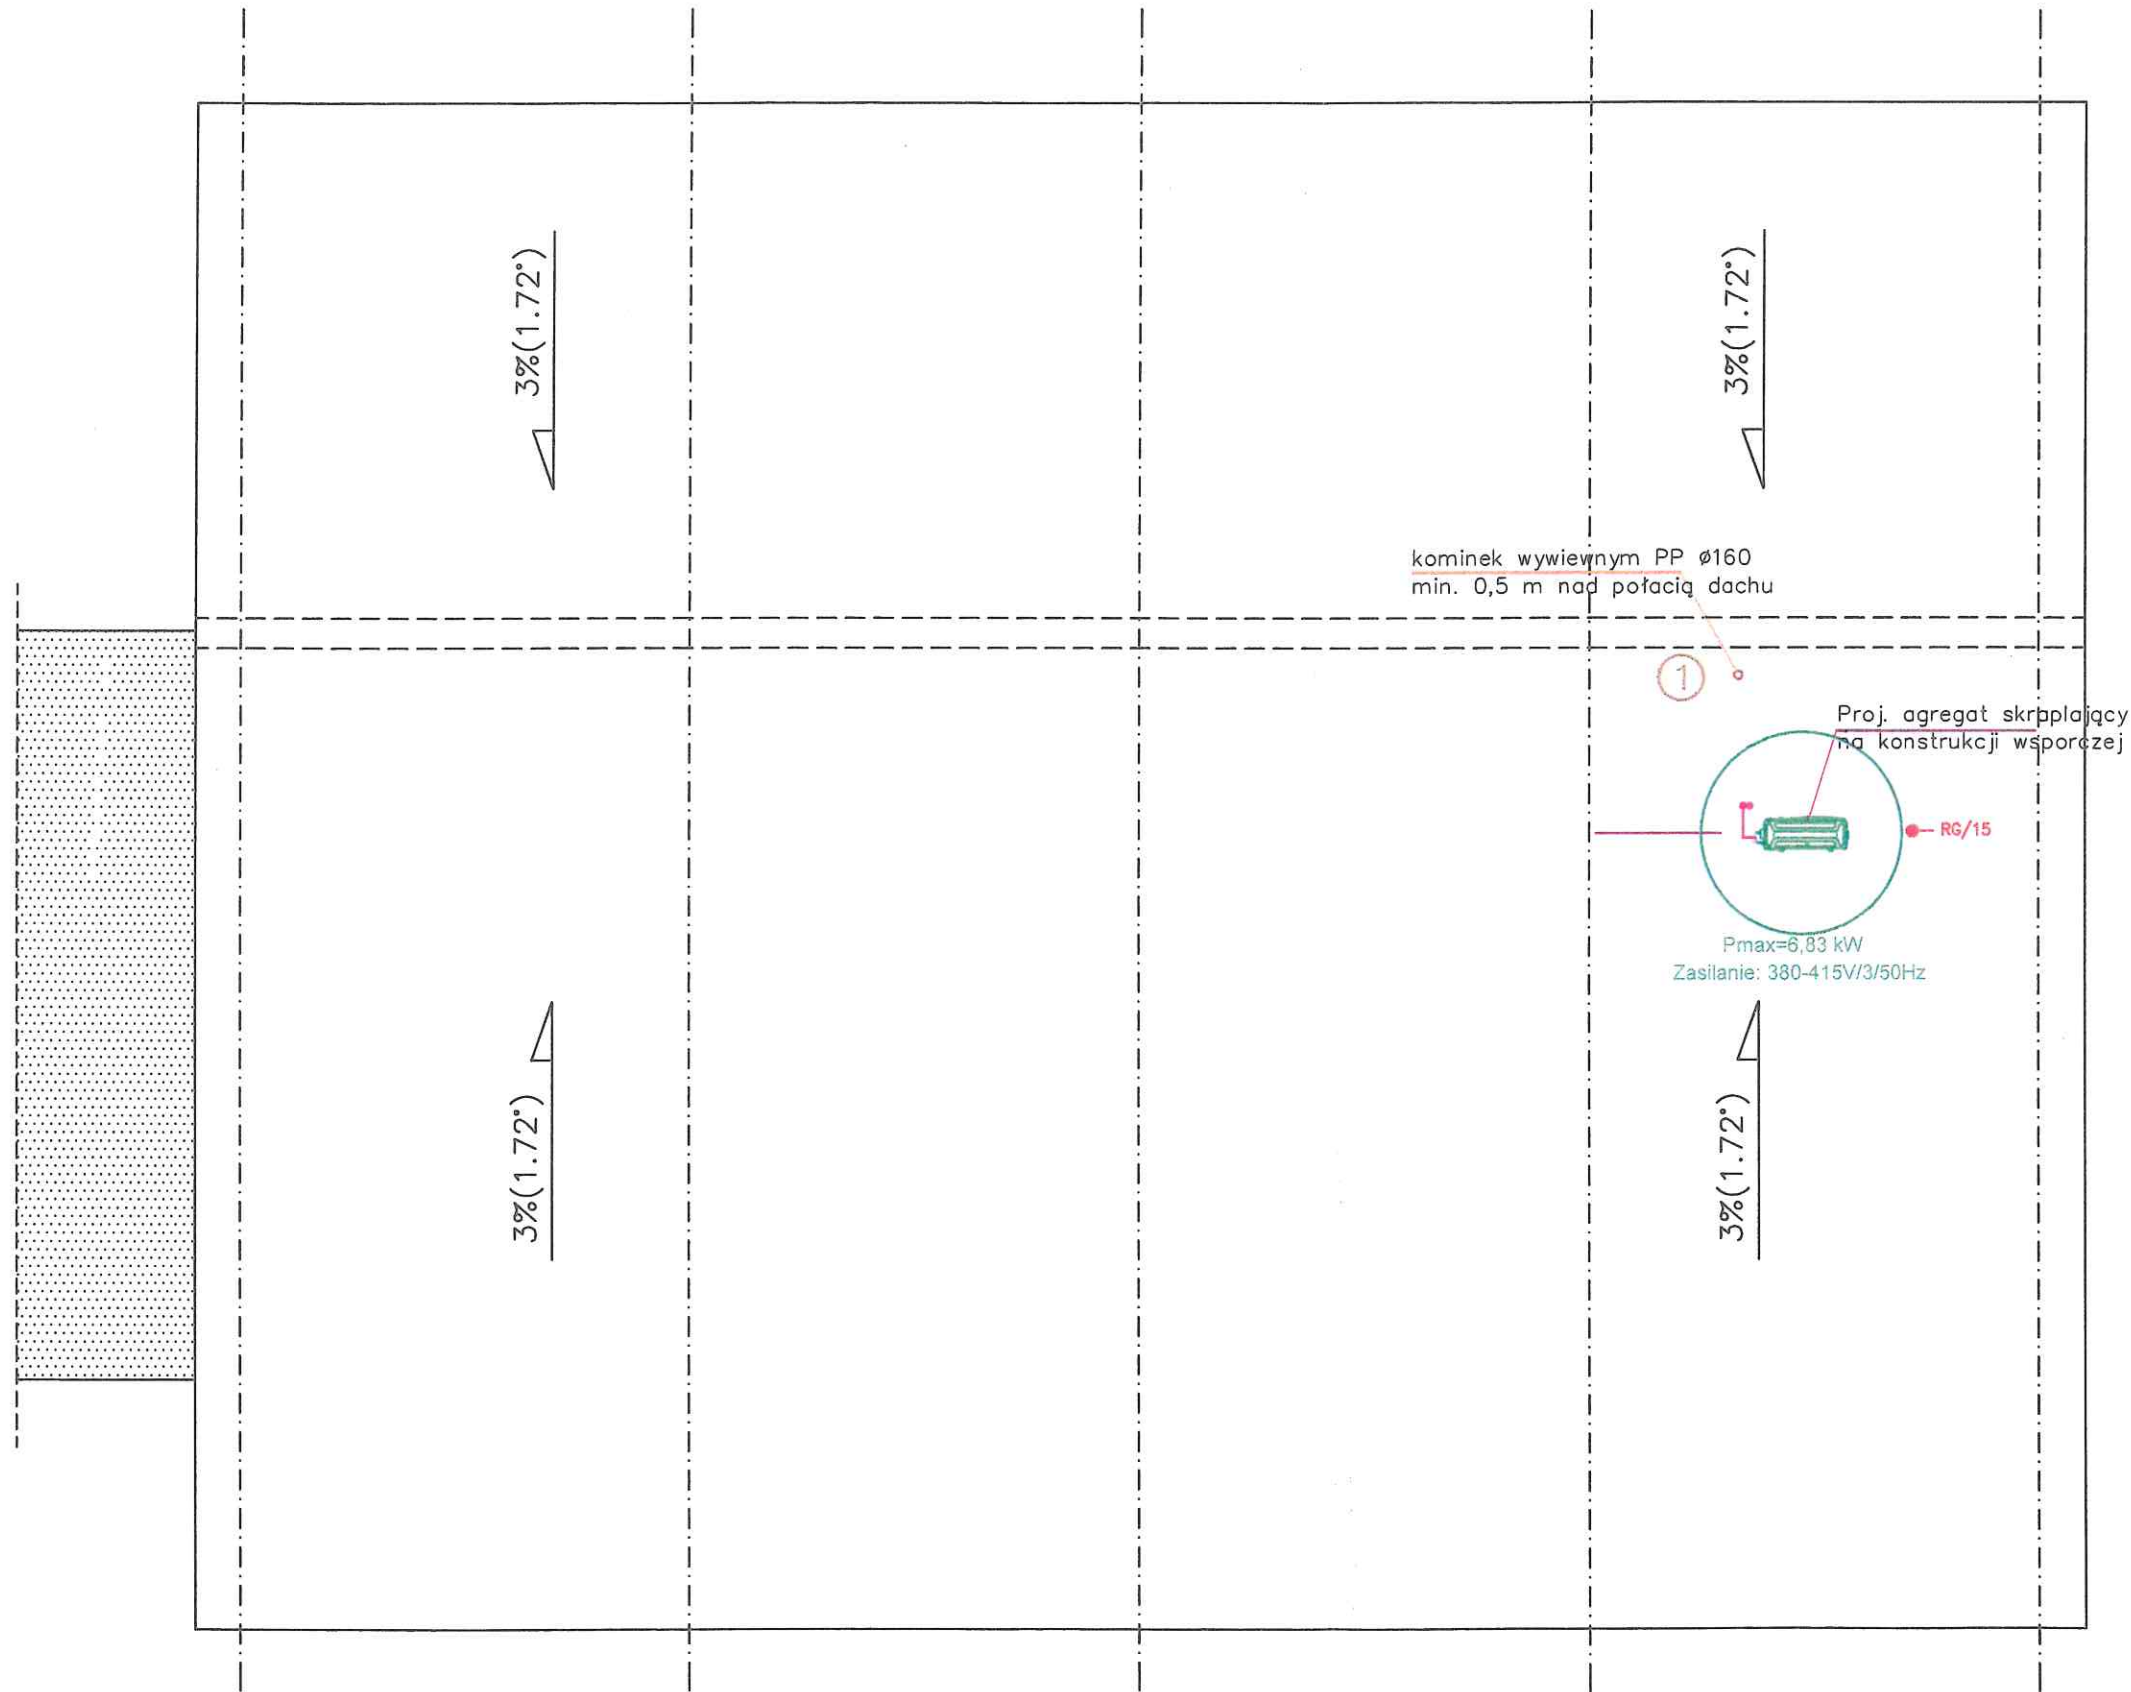 3%(1.72°)
3%(1.72°)
kominek wywiewnym PP ø160
min. 0,5 m nad połacią dachu
1
Proj. agregat skraplający
na konstrukcji wsporczej
RG/15
Pmax=6,83 kW
Zasilanie: 380-415V/3/50Hz
3%(1.72°)
3%(1.72°)